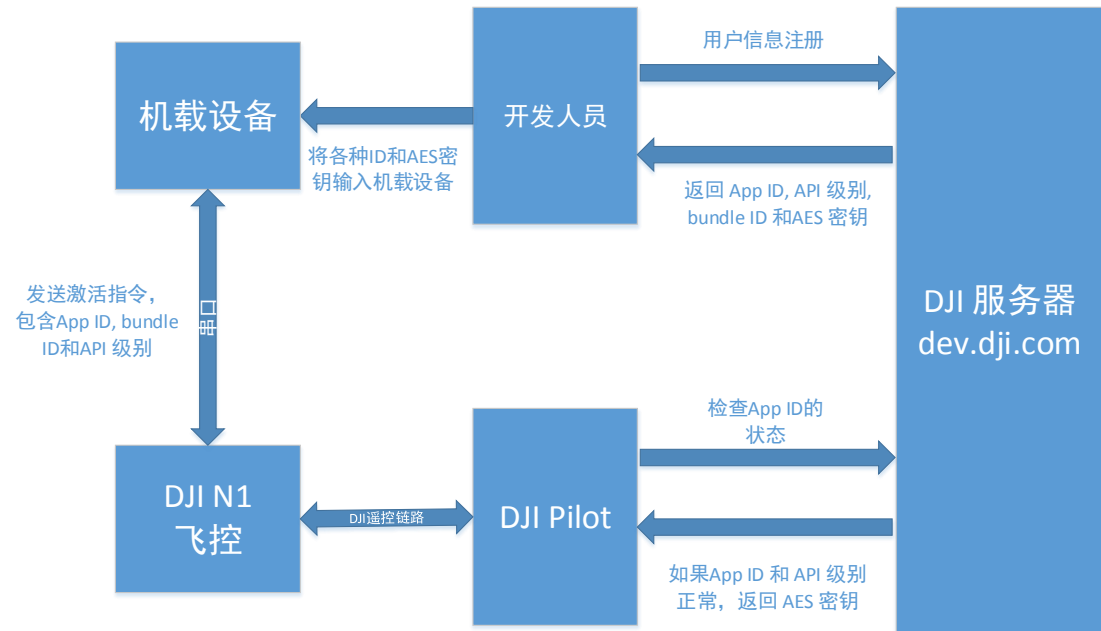 用户信息注册
机载设备
开发人员
将各种ID和AES密
钥输入机载设备
返回 App ID, API 级别,
bundle ID 和AES 密钥
发送激活指令，
包含App ID, bundle
ID和API 级别
串口
DJI 服务器
dev.dji.com
检查App ID的
状态
DJI N1
飞控
DJI遥控链路
DJI Pilot
如果App ID 和 API 级别
正常，返回 AES 密钥